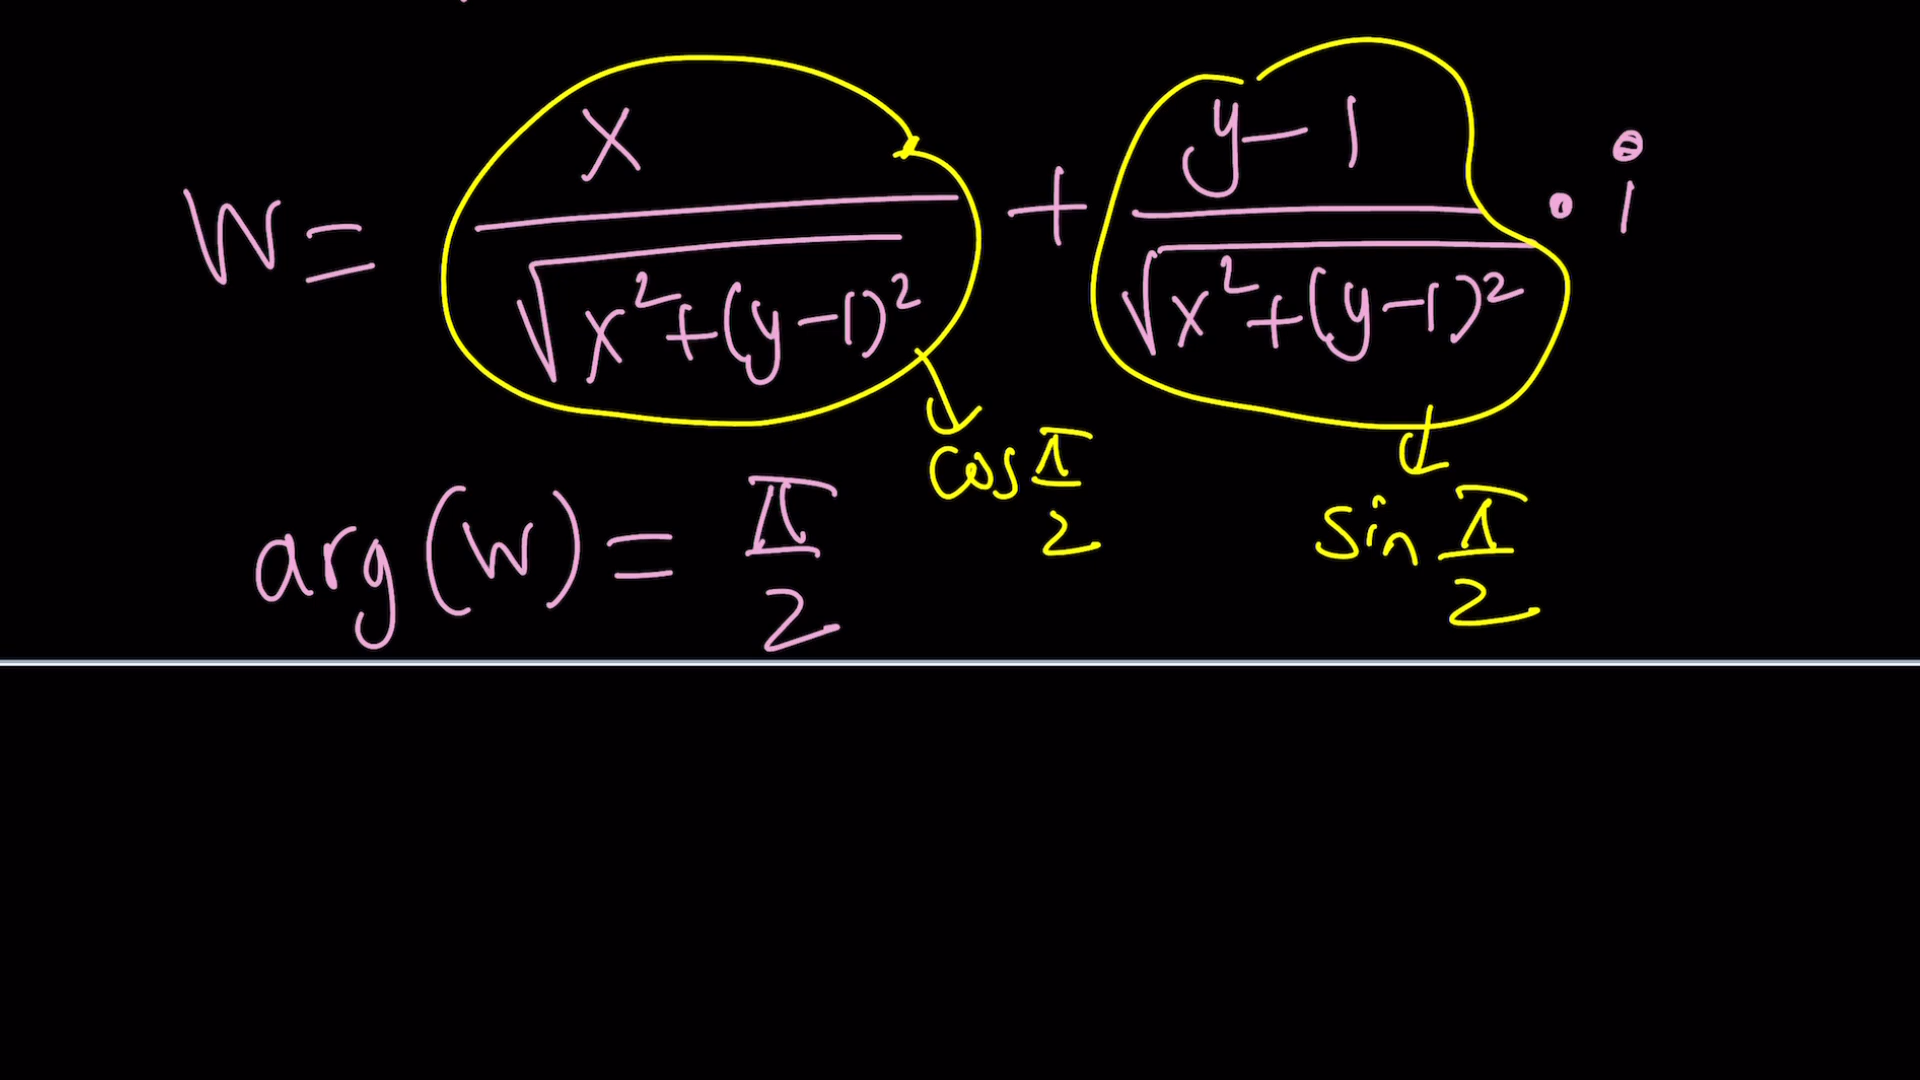 W = x / √(x² + (y – 1)²) + y – 1 / √(x² + (y – 1)²) · i
cos π/2
sin π/2
arg(w) = π/2